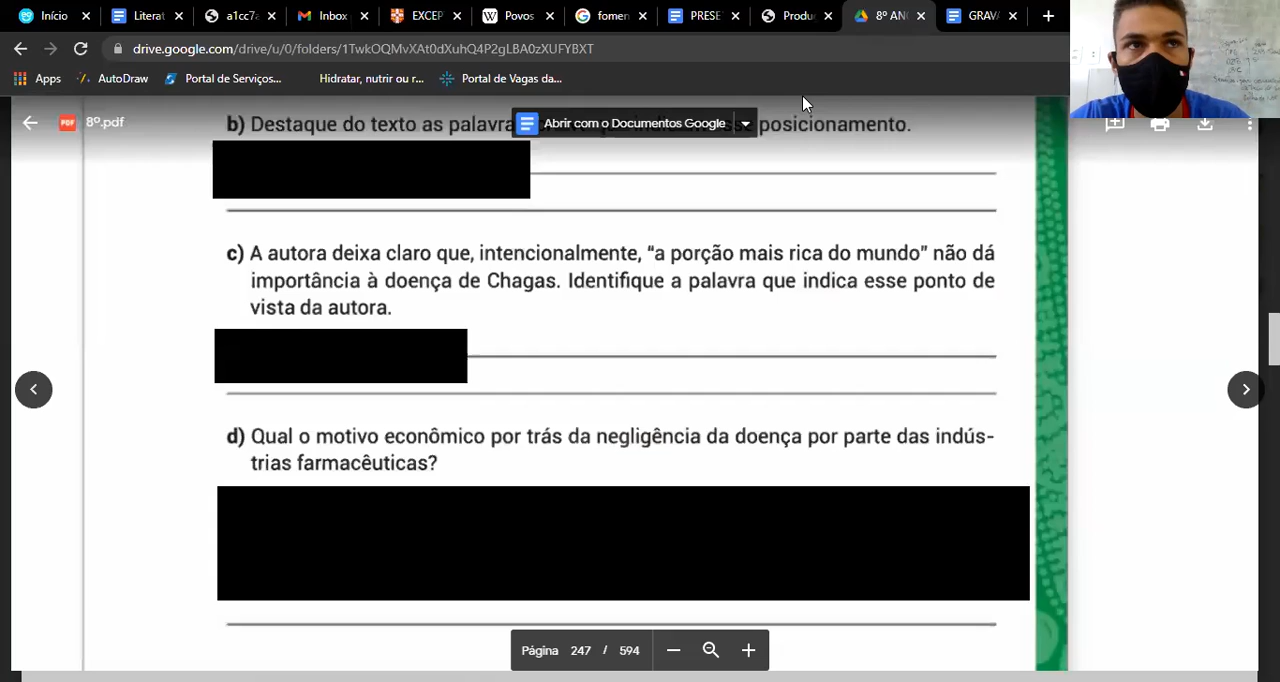 Início
Literat
a1cc7a
Inbox
EXCEP
Povos
fomen
PRESE
Produç
8º AN
GRAVA
drive.google.com/drive/u/0/folders/1TwkOQMvXAt0dXuhQ4P2gLBA0zXUFYBXT
Apps
AutoDraw
Portal de Serviços...
Hidratar, nutrir ou r...
Portal de Vagas da...
PDF
8º.pdf
Abrir com o Documentos Google
b) Destaque do texto as palavra posicionamento.
c) A autora deixa claro que, intencionalmente, “a porção mais rica do mundo” não dá
importância à doença de Chagas. Identifique a palavra que indica esse ponto de
vista da autora.
d) Qual o motivo econômico por trás da negligência da doença por parte das indús-
trias farmacêuticas?
Página 247 / 594